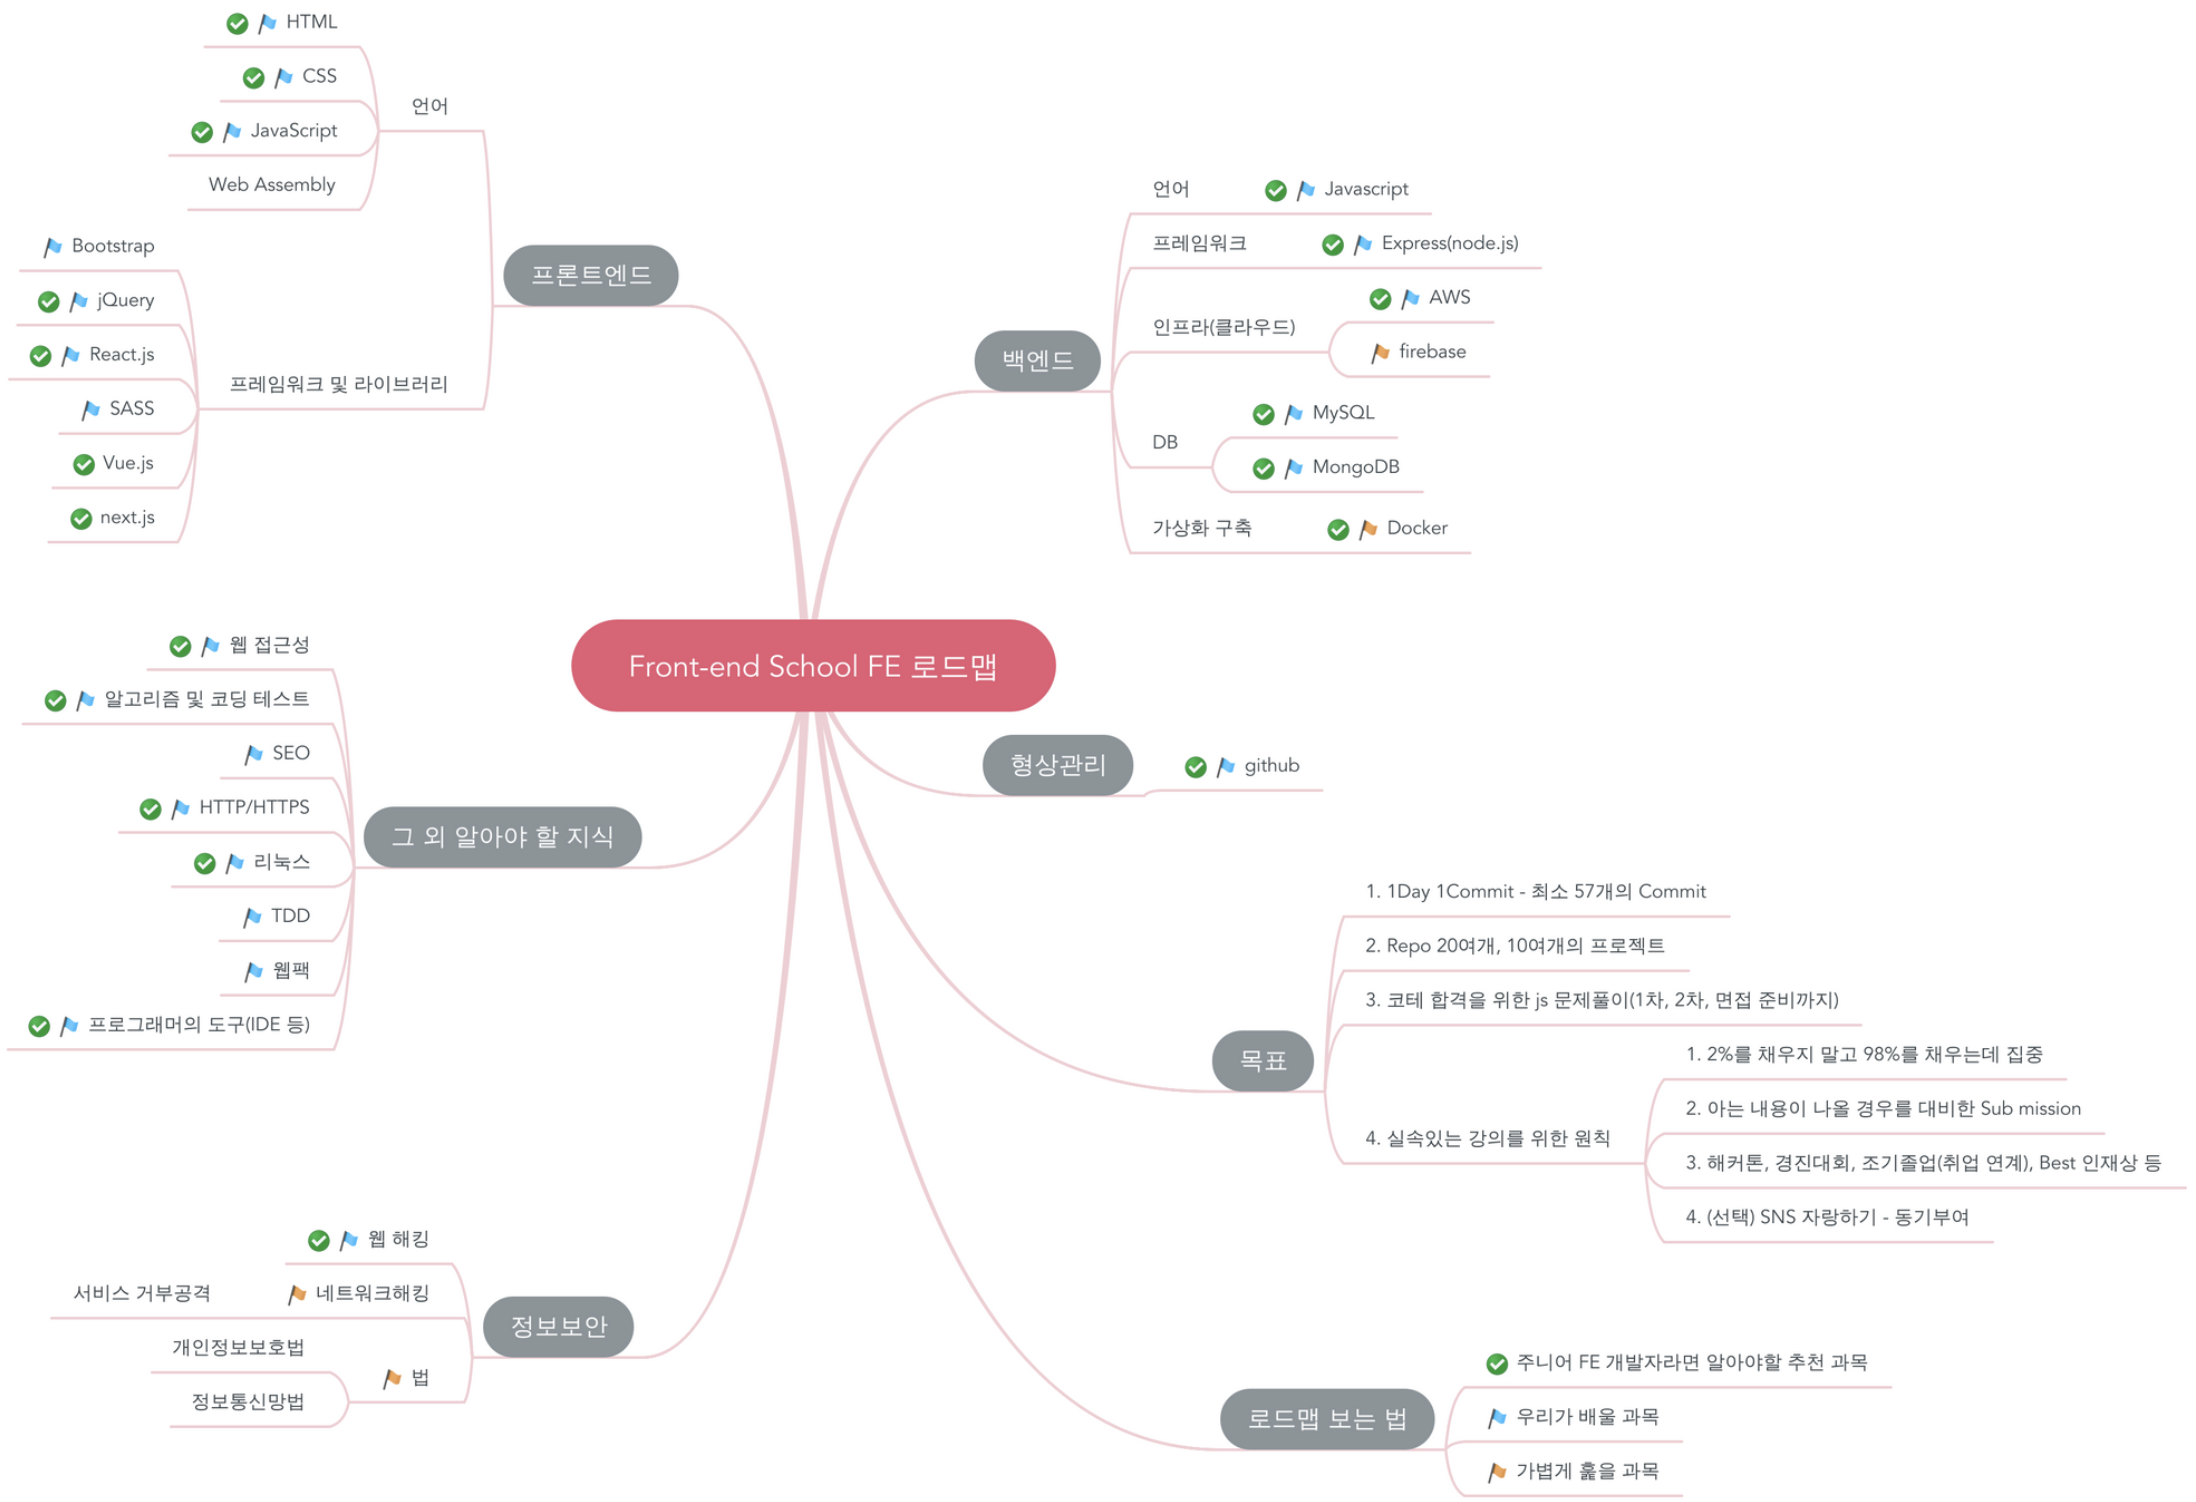 HTML
CSS
JavaScript
Web Assembly
언어
Bootstrap
jQuery
React.js
SASS
Vue.js
next.js
프레임워크 및 라이브러리
프론트엔드
언어
Javascript
프레임워크
Express(node.js)
인프라(클라우드)
AWS
firebase
DB
MySQL
MongoDB
가상화 구축
Docker
백엔드
Front-end School FE 로드맵
웹 접근성
알고리즘 및 코딩 테스트
SEO
HTTP/HTTPS
리눅스
TDD
웹팩
프로그래머의 도구(IDE 등)
그 외 알아야 할 지식
형상관리
github
목표
1. 1Day 1Commit - 최소 57개의 Commit
2. Repo 20여개, 10여개의 프로젝트
3. 코테 합격을 위한 js 문제풀이(1차, 2차, 면접 준비까지)
4. 실속있는 강의를 위한 원칙
1. 2%를 채우지 말고 98%를 채우는데 집중
2. 아는 내용이 나올 경우를 대비한 Sub mission
3. 해커톤, 경진대회, 조기졸업(취업 연계), Best 인재상 등
4. (선택) SNS 자랑하기 - 동기부여
웹 해킹
서비스 거부공격
네트워크해킹
개인정보보호법
정보통신망법
법
정보보안
로드맵 보는 법
주니어 FE 개발자라면 알아야할 추천 과목
우리가 배울 과목
가볍게 훑을 과목